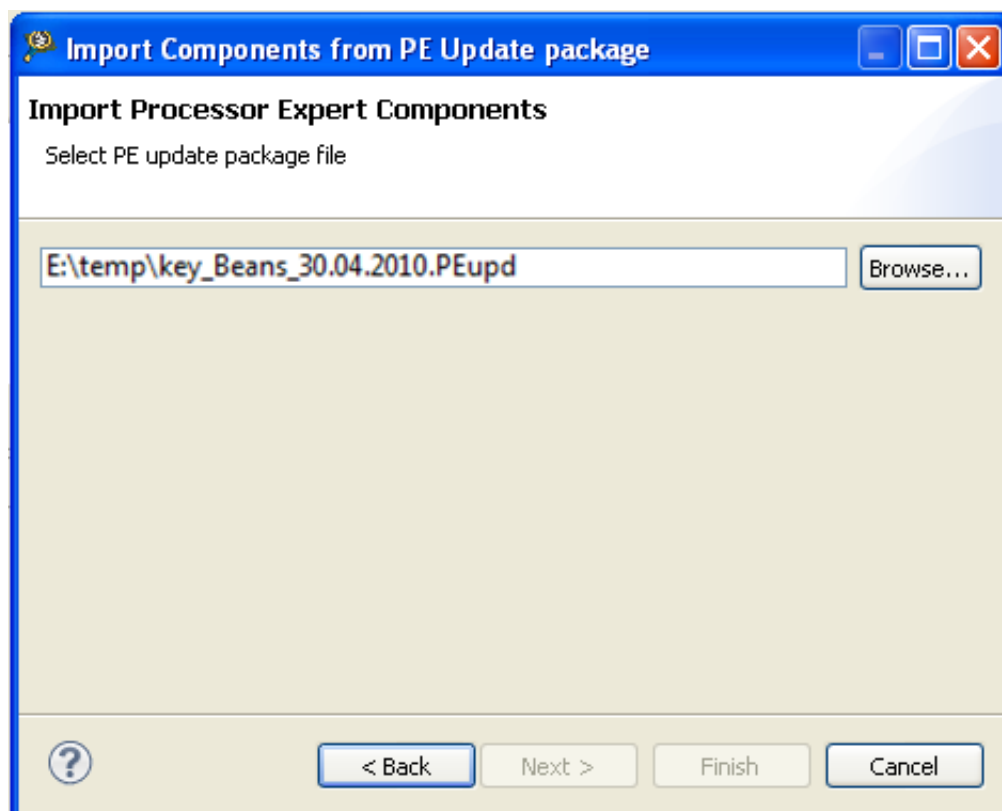 Import Components from PE Update package
Import Processor Expert Components
Select PE update package file
E:\temp\key_Beans_30.04.2010.PEupd
Browse...
?
< Back
Next >
Finish
Cancel